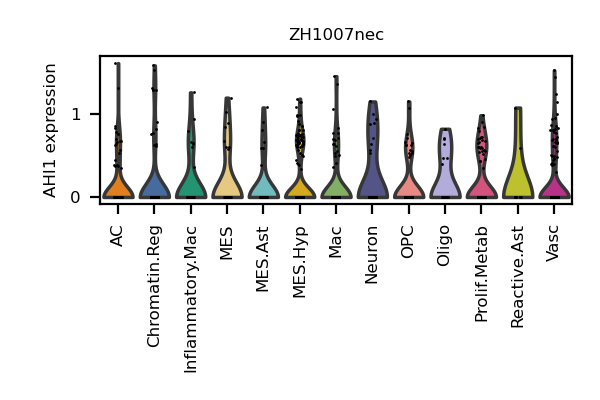 ZH1007nec
AHI1 expression
1
0
AC
Chromatin.Reg
Inflammatory.Mac
MES
MES.Ast
MES.Hyp
Mac
Neuron
OPC
Oligo
Prolif.Metab
Reactive.Ast
Vasc